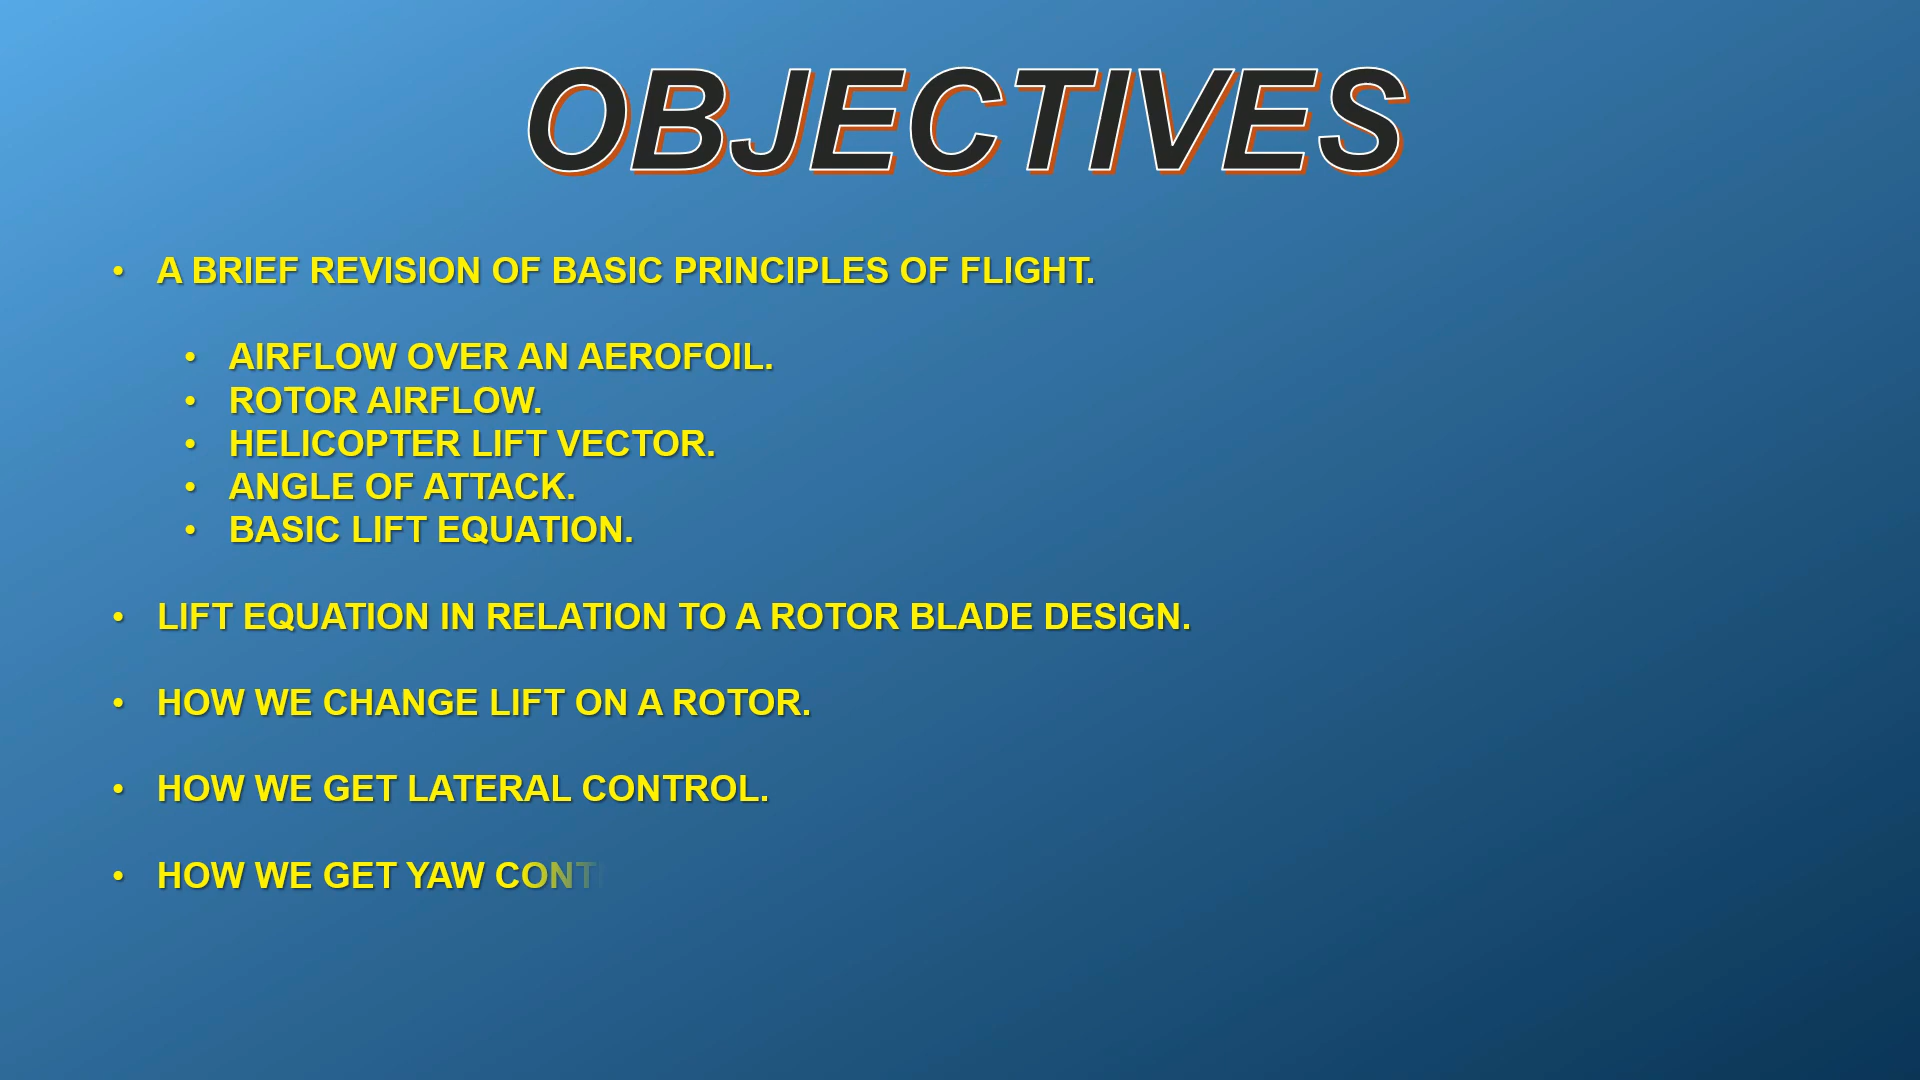 OBJECTIVES
• A BRIEF REVISION OF BASIC PRINCIPLES OF FLIGHT.
• AIRFLOW OVER AN AEROFOIL.
• ROTOR AIRFLOW.
• HELICOPTER LIFT VECTOR.
• ANGLE OF ATTACK.
• BASIC LIFT EQUATION.
• LIFT EQUATION IN RELATION TO A ROTOR BLADE DESIGN.
• HOW WE CHANGE LIFT ON A ROTOR.
• HOW WE GET LATERAL CONTROL.
• HOW WE GET YAW CONT